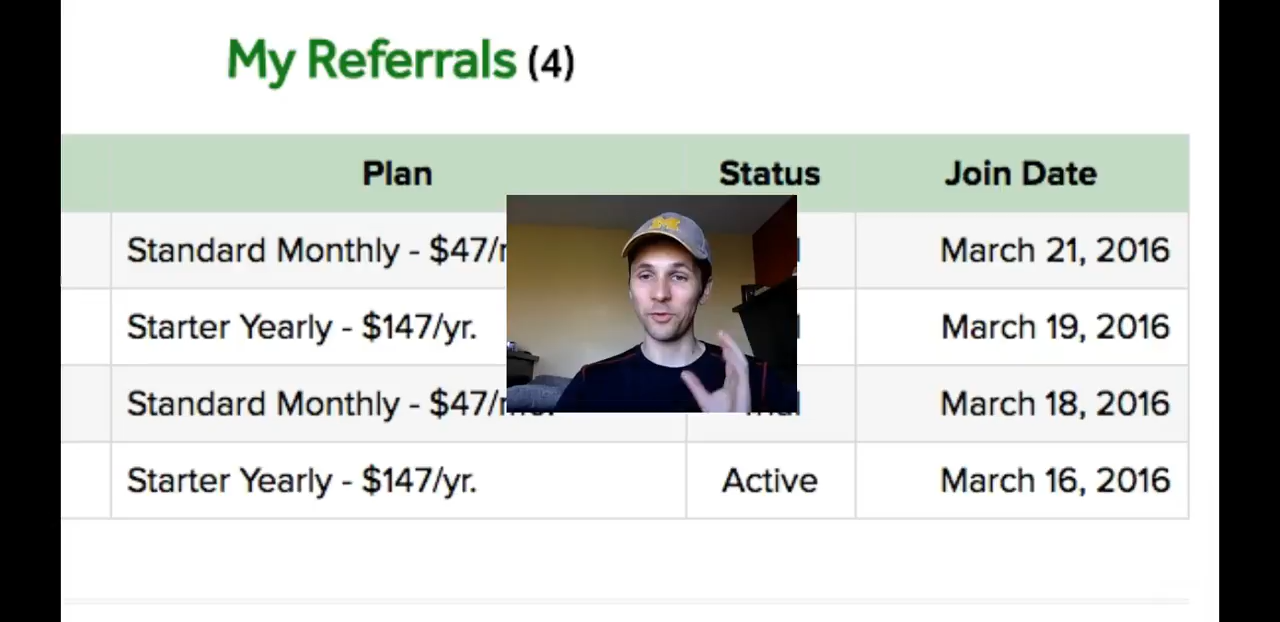 My Referrals (4)
Plan Status Join Date
Standard Monthly - $47/ March 21, 2016
Starter Yearly - $147/yr. March 19, 2016
Standard Monthly - $47/ March 18, 2016
Starter Yearly - $147/yr. Active March 16, 2016